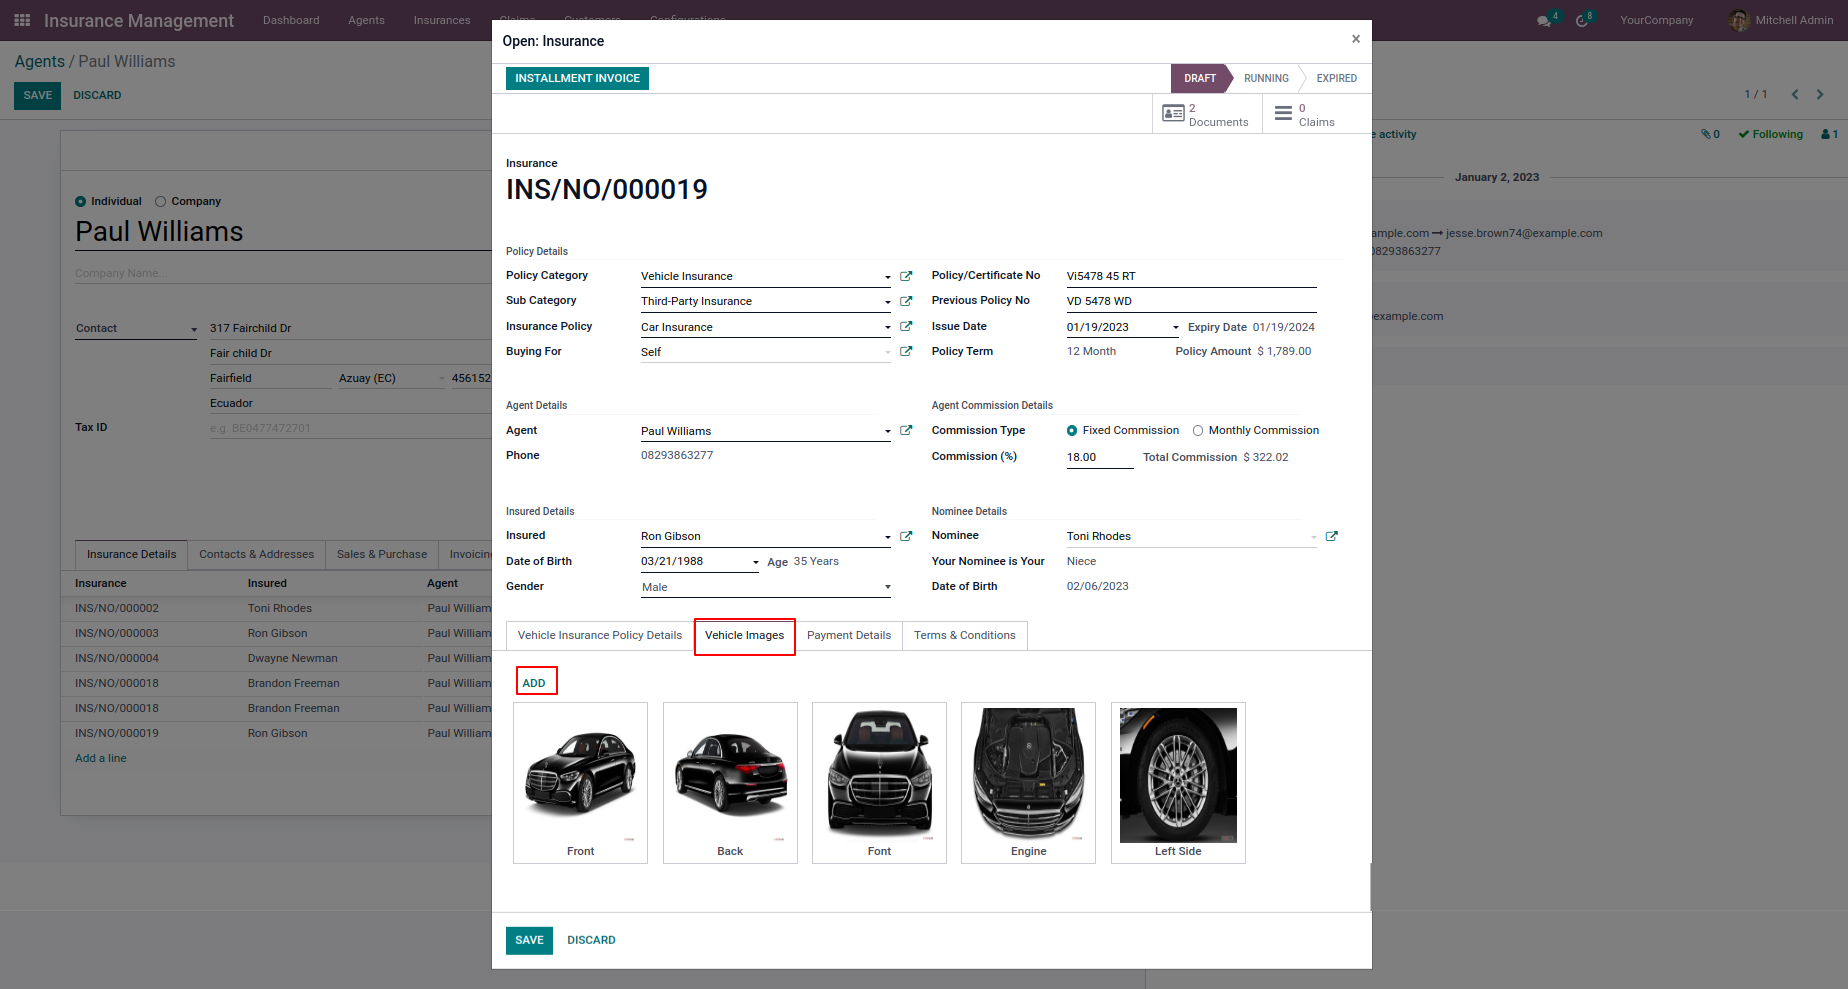 Insurance Management Dashboard Agents Insurances Claims Customers Configurations 4 8 YourCompany Mitchell Admin
Agents / Paul Williams
SAVE DISCARD
1 / 1
e activity 0 Following 1
January 2, 2023
Individual Company
Paul Williams
Company Name...
Contact 317 Fairchild Dr
Fair child Dr
Fairfield Azuay (EC) 456152
Ecuador
Tax ID e.g. BE0477472701
ample.com jesse.brown74@example.com
08293863277
example.com
Insurance Details Contacts & Addresses Sales & Purchase Invoicing
Insurance Insured Agent
INS/NO/000002 Toni Rhodes Paul William
INS/NO/000003 Ron Gibson Paul William
INS/NO/000004 Dwayne Newman Paul William
INS/NO/000018 Brandon Freeman Paul William
INS/NO/000018 Brandon Freeman Paul William
INS/NO/000019 Ron Gibson Paul William
Add a line
Open: Insurance ×
INSTALLMENT INVOICE DRAFT RUNNING EXPIRED
2 Documents 0 Claims
Insurance
INS/NO/000019
Policy Details
Policy Category Vehicle Insurance Policy/Certificate No Vi5478 45 RT
Sub Category Third-Party Insurance Previous Policy No VD 5478 WD
Insurance Policy Car Insurance Issue Date 01/19/2023 Expiry Date 01/19/2024
Buying For Self Policy Term 12 Month Policy Amount $ 1,789.00
Agent Details Agent Commission Details
Agent Paul Williams Commission Type Fixed Commission Monthly Commission
Phone 08293863277 Commission (%) 18.00 Total Commission $ 322.02
Insured Details Nominee Details
Insured Ron Gibson Nominee Toni Rhodes
Date of Birth 03/21/1988 Age 35 Years Your Nominee is Your Niece
Gender Male Date of Birth 02/06/2023
Vehicle Insurance Policy Details Vehicle Images Payment Details Terms & Conditions
ADD
Front Back Font Engine Left Side
SAVE DISCARD